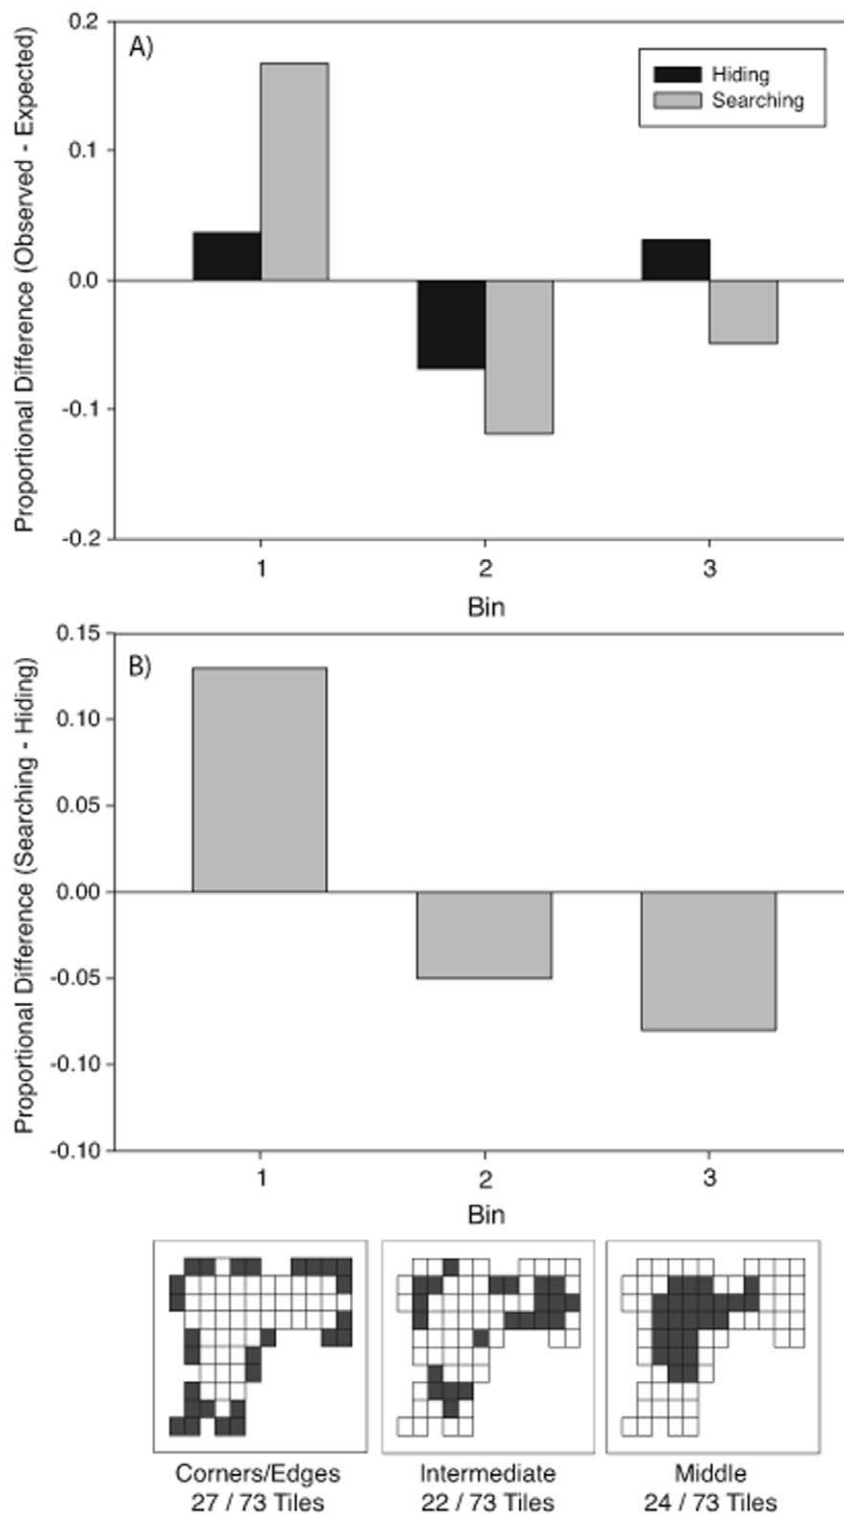 A)
Proportional Difference (Observed - Expected)
0.2
0.1
0.0
-0.1
-0.2
Hiding
Searching
1 2 3
Bin
B)
Proportional Difference (Searching - Hiding)
0.15
0.10
0.05
0.00
-0.05
-0.10
-0.10
1 2 3
Bin
Corners/Edges
27 / 73 Tiles
Intermediate
22 / 73 Tiles
Middle
24 / 73 Tiles